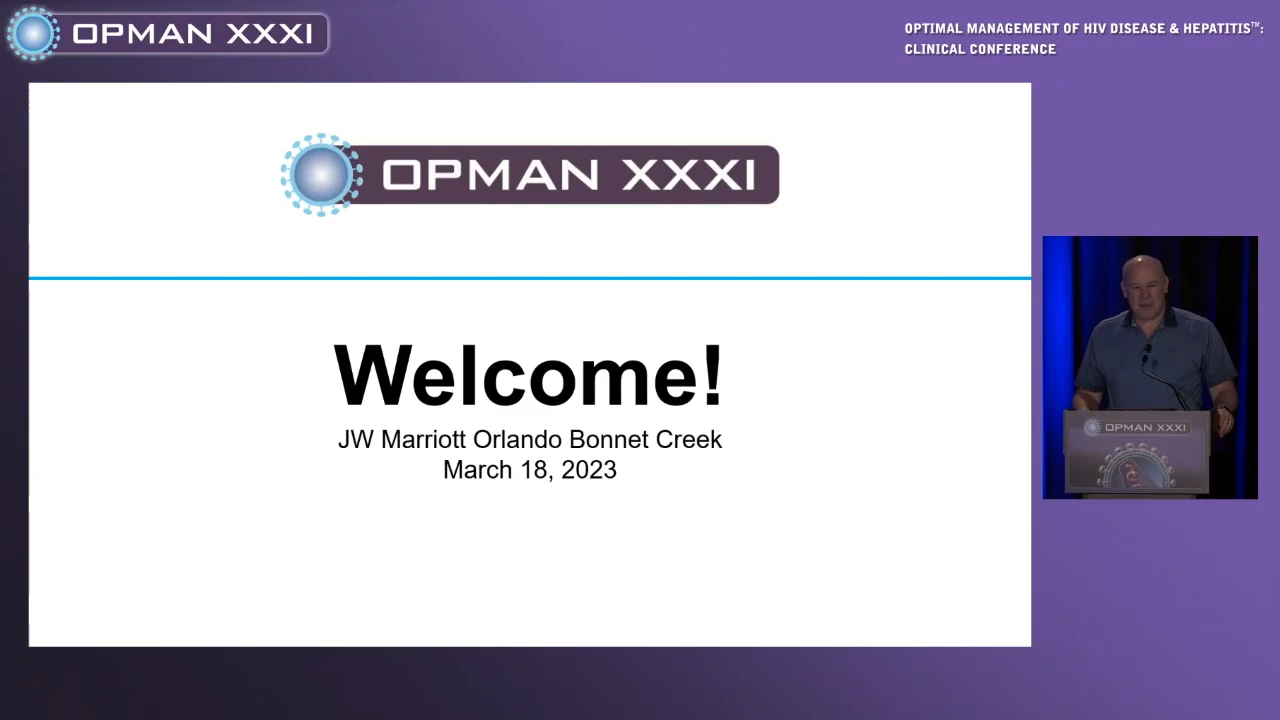 OPMAN XXXI
OPTIMAL MANAGEMENT OF HIV DISEASE & HEPATITIS™:
CLINICAL CONFERENCE
OPMAN XXXI
Welcome!
JW Marriott Orlando Bonnet Creek
March 18, 2023
OPMAN XXXI